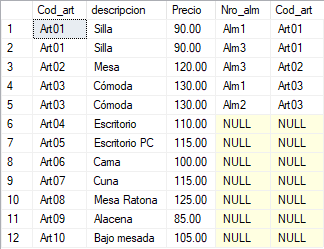 Cod_art descripcion Precio Nro_alm Cod_art
1 Art01 Silla 90.00 Alm1 Art01
2 Art01 Silla 90.00 Alm3 Art01
3 Art02 Mesa 120.00 Alm3 Art02
4 Art03 Cómoda 130.00 Alm1 Art03
5 Art03 Cómoda 130.00 Alm2 Art03
6 Art04 Escritorio 110.00 NULL NULL
7 Art05 Escritorio PC 115.00 NULL NULL
8 Art06 Cama 100.00 NULL NULL
9 Art07 Cuna 115.00 NULL NULL
10 Art08 Mesa Ratona 125.00 NULL NULL
11 Art09 Alacena 85.00 NULL NULL
12 Art10 Bajo mesada 105.00 NULL NULL